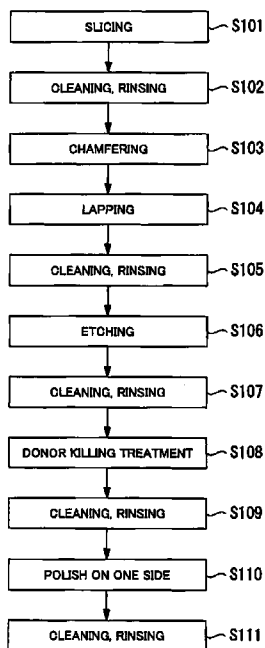 SLICING S101
CLEANING, RINSING S102
CHAMFERING S103
LAPPING S104
CLEANING, RINSING S105
ETCHING S106
CLEANING, RINSING S107
DONOR KILLING TREATMENT S108
CLEANING, RINSING S109
POLISH ON ONE SIDE S110
CLEANING, RINSING S111